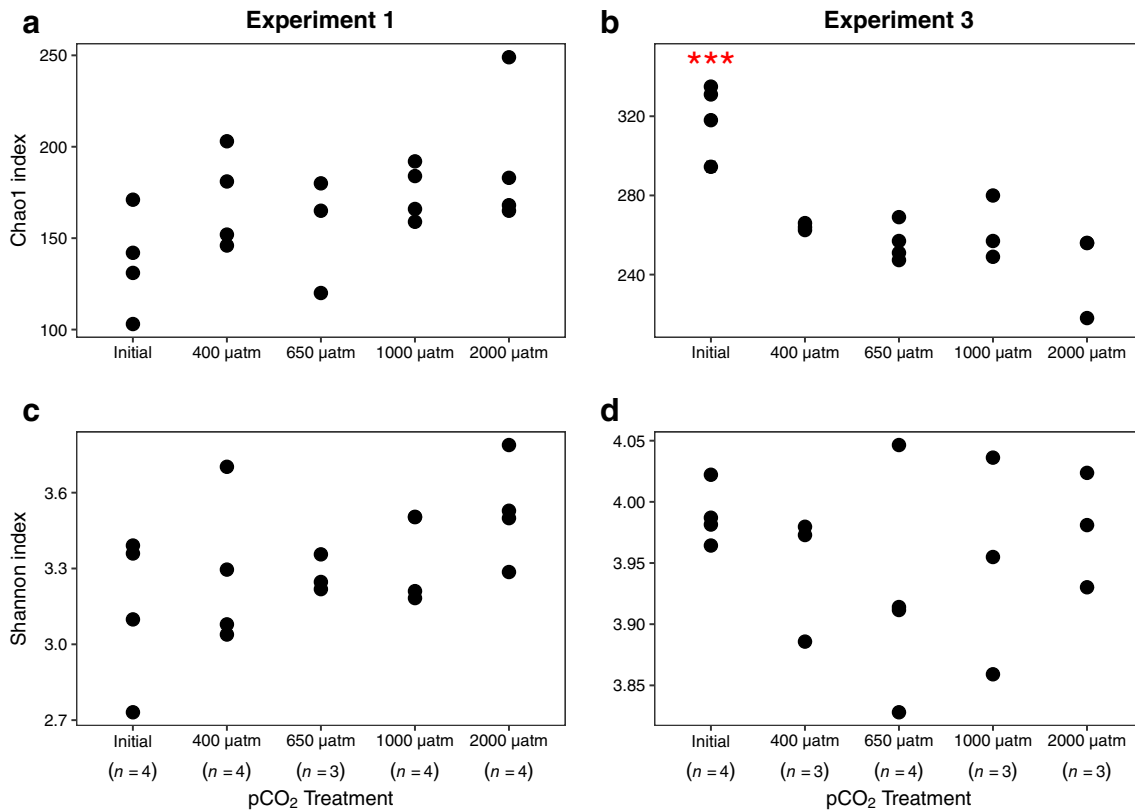 a Experiment 1
b Experiment 3
Chao1 index
250
200
150
100
Initial 400 μatm 650 μatm 1000 μatm 2000 μatm
***
320
280
240
Initial 400 μatm 650 μatm 1000 μatm 2000 μatm
c
Shannon index
3.6
3.3
3.0
2.7
Initial 400 μatm 650 μatm 1000 μatm 2000 μatm
(n = 4) (n = 4) (n = 3) (n = 4) (n = 4)
pCO₂ Treatment
d
4.05
4.00
3.95
3.90
3.85
Initial 400 μatm 650 μatm 1000 μatm 2000 μatm
(n = 4) (n = 3) (n = 4) (n = 3) (n = 3)
pCO₂ Treatment